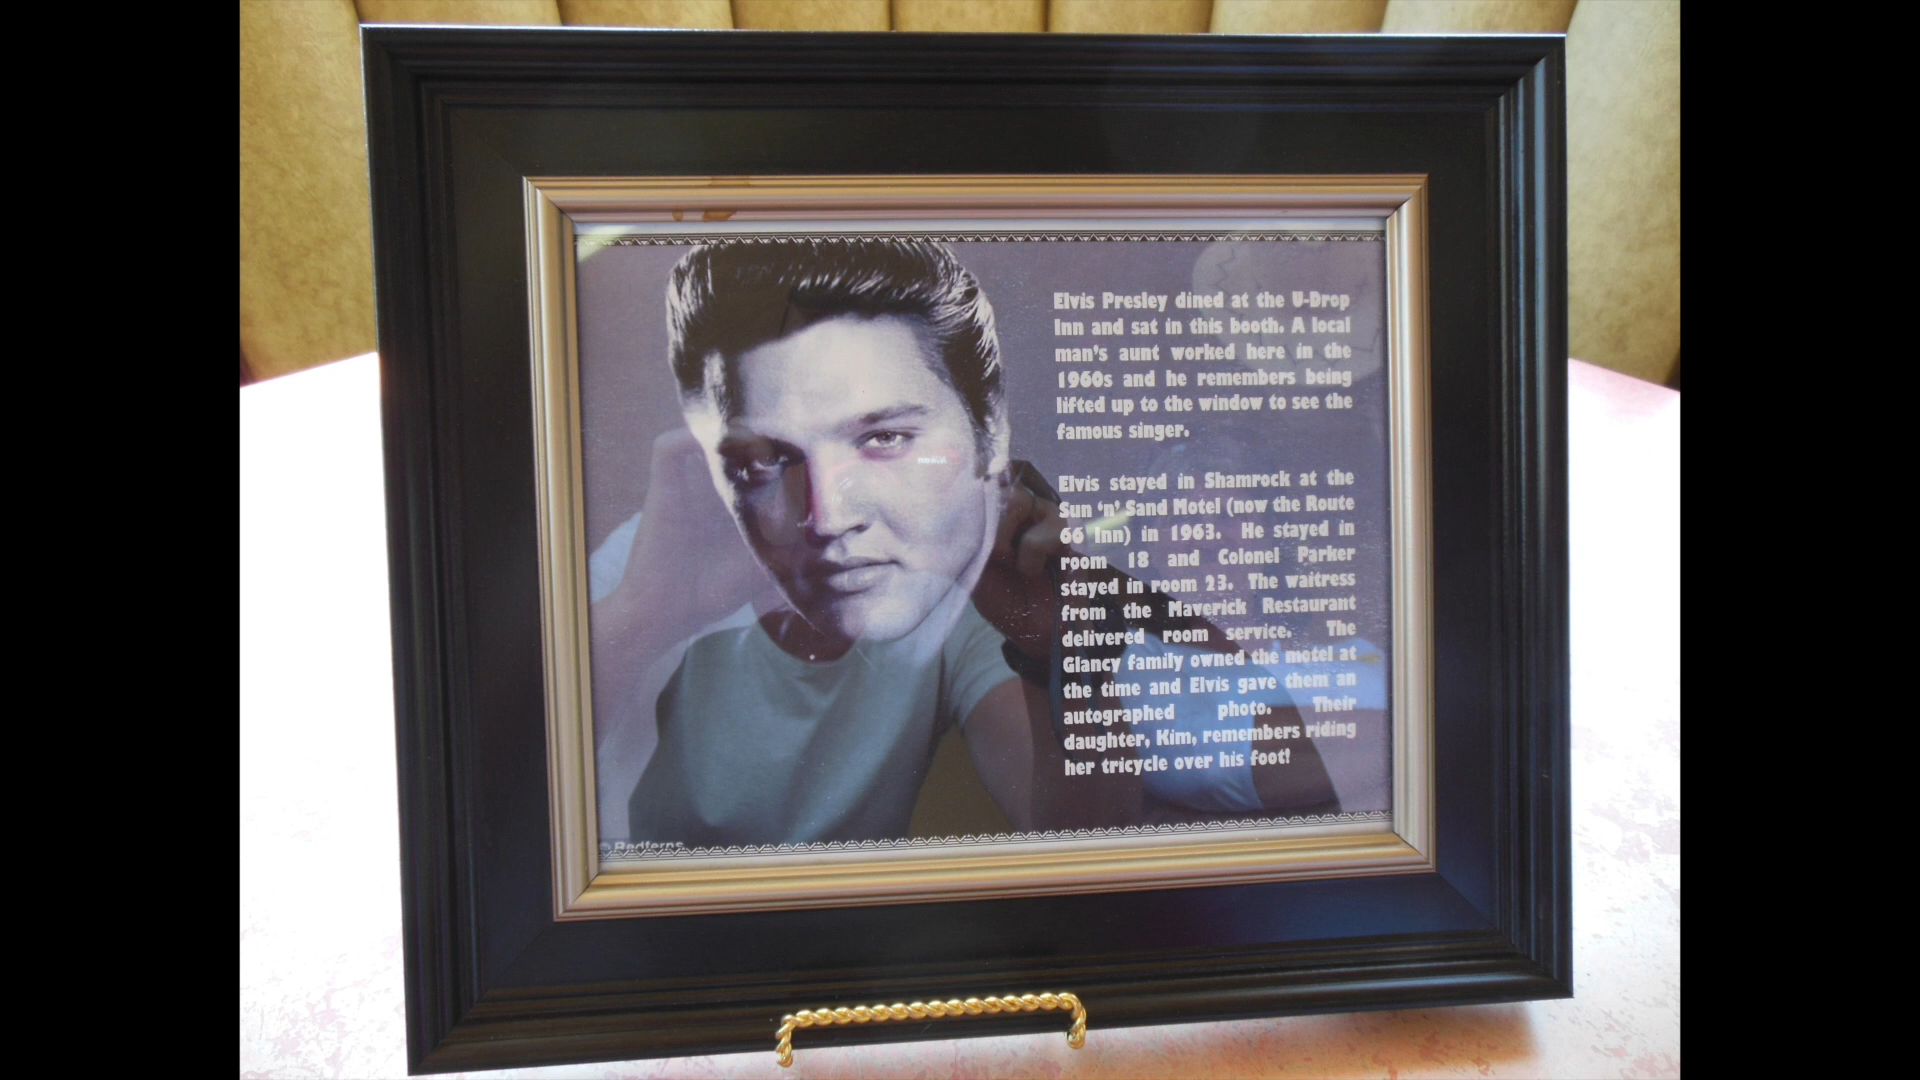 Elvis Presley dined at the U-Drop
Inn and sat in this booth. A local
man's aunt worked here in the
1960s and he remembers being
lifted up to the window to see the
famous singer.
Elvis stayed in Shamrock at the
Sun 'n' Sand Motel (now the Route
66 Inn) in 1963. He stayed in
room 18 and Colonel Parker
stayed in room 23. The waitress
from the Maverick Restaurant
delivered room service. The
Glancy family owned the motel at
the time and Elvis gave them an
autographed photo. Their
daughter, Kim, remembers riding
her tricycle over his foot!
© Redferns